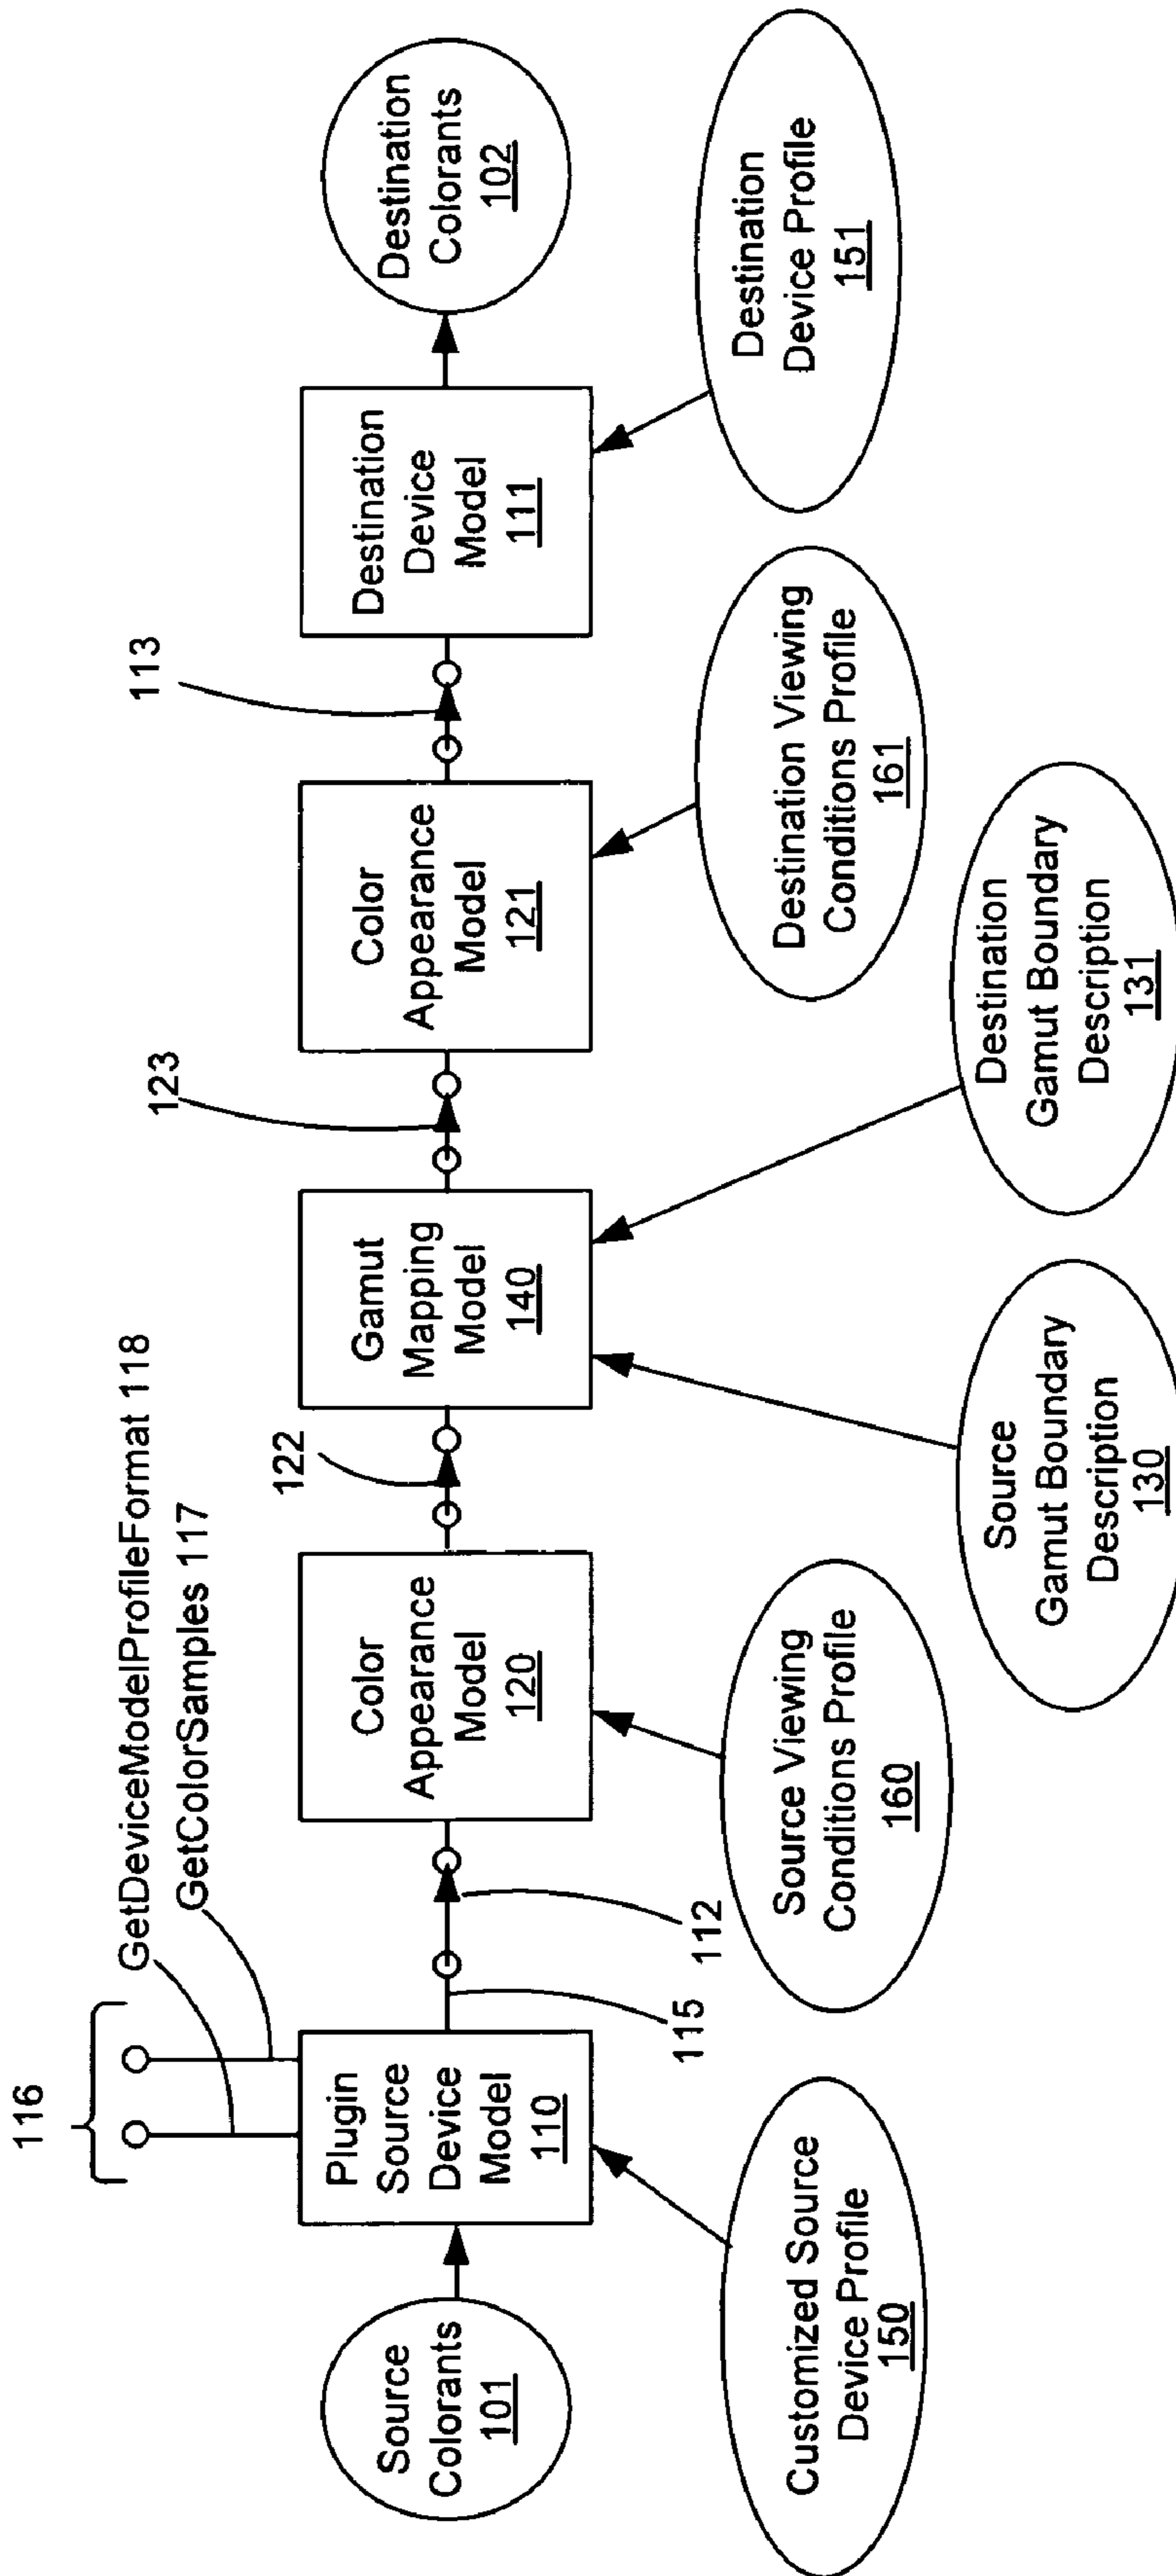 116
GetDeviceModelProfileFormat 118
GetColorSamples 117
Source
Colorants
101
Plugin
Source
Device
Model
110
115
112
Color
Appearance
Model
120
122
Gamut
Mapping
Model
140
123
Color
Appearance
Model
121
113
Destination
Device
Model
111
Destination
Colorants
102
Customized Source
Device Profile
150
Source Viewing
Conditions Profile
160
Source
Gamut Boundary
Description
130
Destination
Gamut Boundary
Description
131
Destination Viewing
Conditions Profile
161
Destination
Device Profile
151